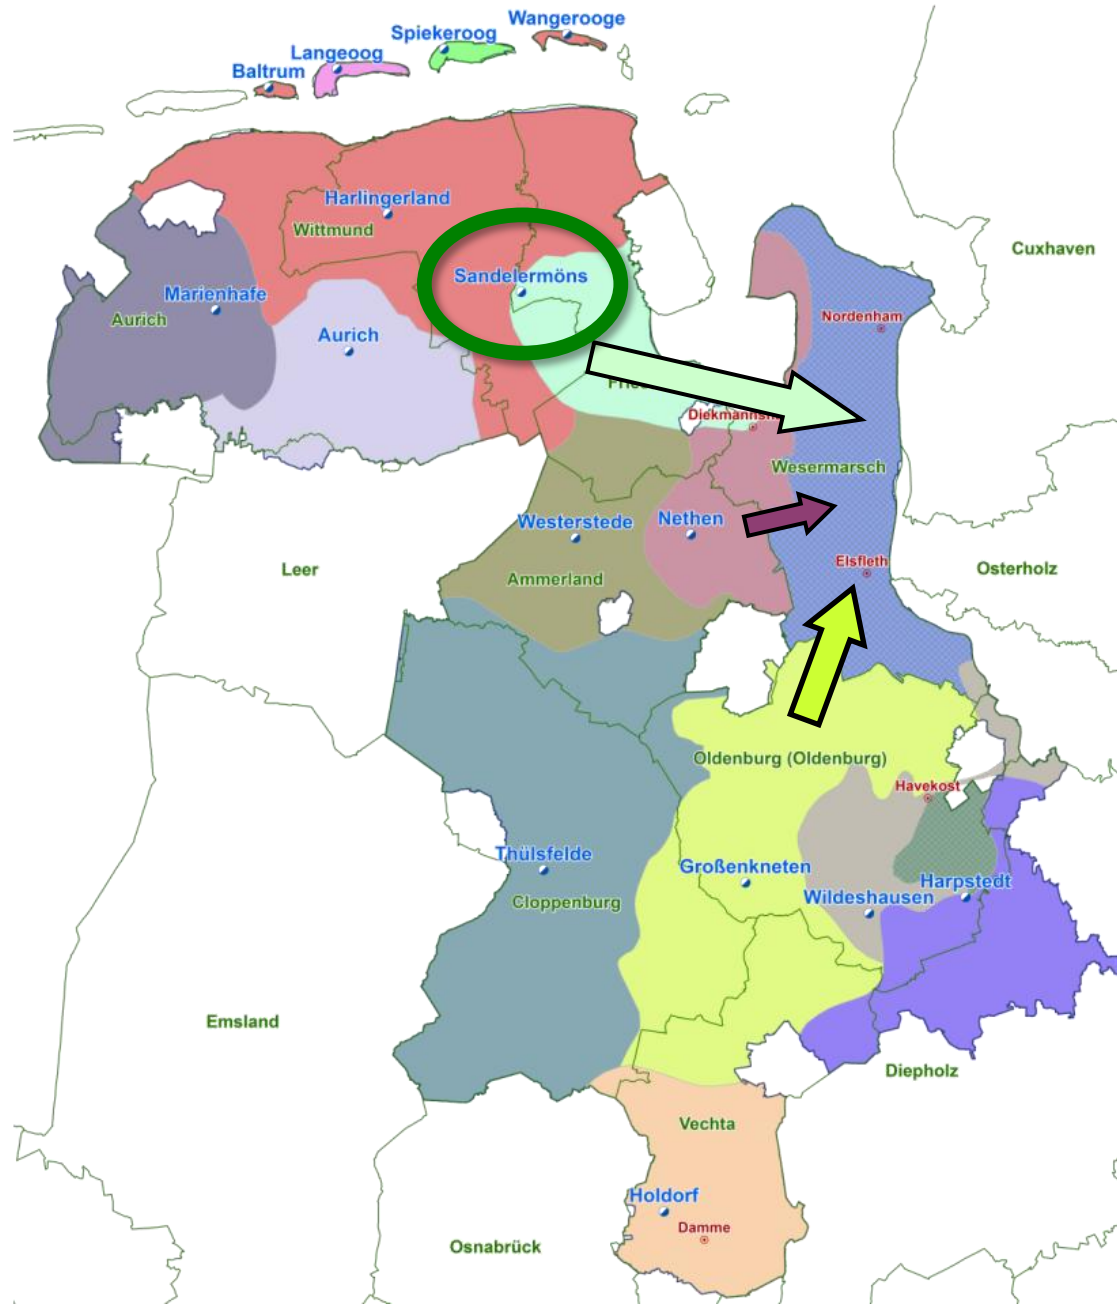 Wangerooge
Spiekeroog
Langeoog
Baltrum
Harlingerland
Wittmund
Cuxhaven
Sandelermöns
Marienhafe
Aurich
Nordenham
Aurich
Wesermarsch
Westerstede
Nethen
Elsfleth
Leer
Ammerland
Osterholz
Oldenburg (Oldenburg)
Havekost
Thülsfelde
Großenkneten
Harpstedt
Cloppenburg
Wildeshausen
Emsland
Diepholz
Vechta
Holdorf
Damme
Osnabrück